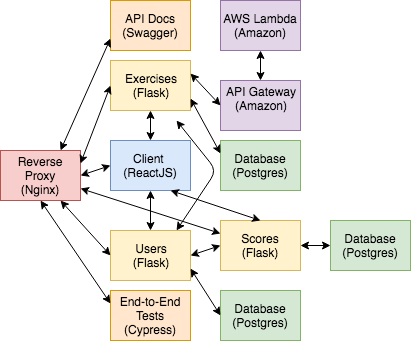 API Docs
(Swagger)
AWS Lambda
(Amazon)
Exercises
(Flask)
API Gateway
(Amazon)
Reverse
Proxy
(Nginx)
Client
(ReactJS)
Database
(Postgres)
Users
(Flask)
Scores
(Flask)
Database
(Postgres)
End-to-End
Tests
(Cypress)
Database
(Postgres)